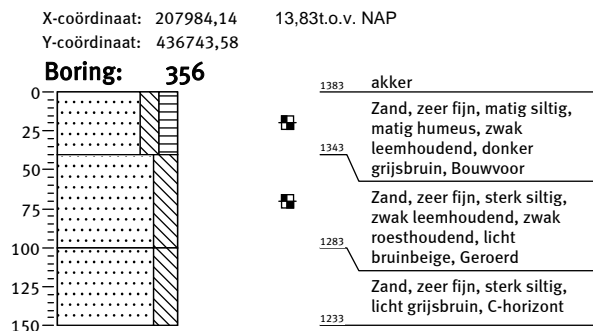 X-coördinaat: 207984,14 13,83t.o.v. NAP
Y-coördinaat: 436743,58
Boring: 356
0
25
50
75
100
125
150
1383 akker
Zand, zeer fijn, matig siltig,
matig humeus, zwak
leemhoudend, donker
grijsbruin, Bouwvoor
1343
Zand, zeer fijn, sterk siltig,
zwak leemhoudend, zwak
roesthoudend, licht
bruinbeige, Geroerd
1283
Zand, zeer fijn, sterk siltig,
licht grijsbruin, C-horizont
1233